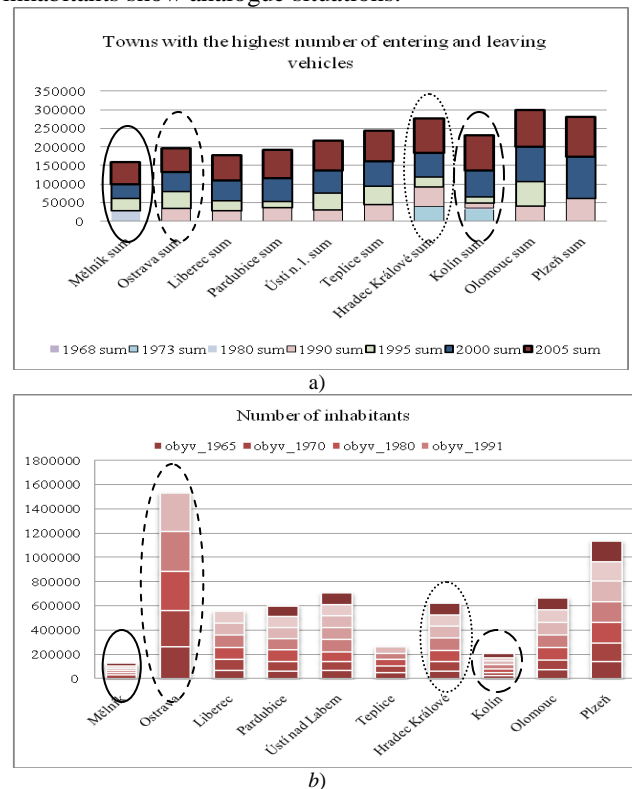 inhabitants show analogue situations.
Towns with the highest number of entering and leaving
vehicles
350000
300000
250000
200000
150000
100000
50000
0
Mělník sum
Ostrava sum
Liberec sum
Pardubice sum
Ústí n. l. sum
Teplice sum
Hradec Králové sum
Kolín sum
Olomouc sum
Plzeň sum
1968 sum 1973 sum 1980 sum 1990 sum 1995 sum 2000 sum 2005 sum
a)
Number of inhabitants
obyv_1965 obyv_1970 obyv_1980 obyv_1991
1800000
1600000
1400000
1200000
1000000
800000
600000
400000
200000
0
Mělník
Ostrava
Liberec
Pardubice
Ústí nad Labem
Teplice
Hradec Králové
Kolín
Olomouc
Plzeň
b)